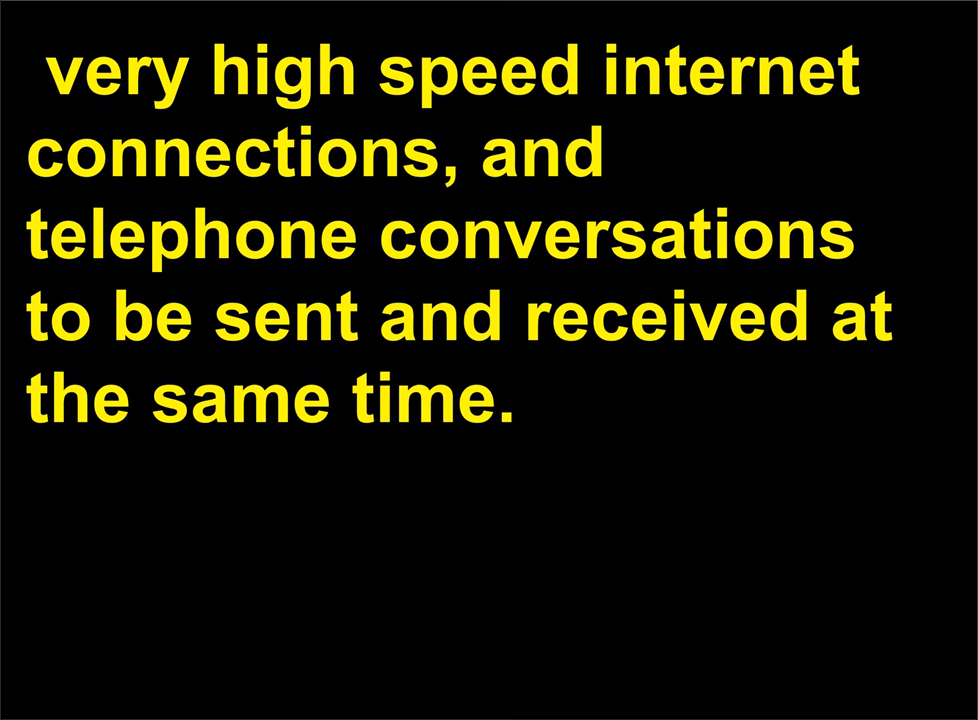 very high speed internet
connections, and
telephone conversations
to be sent and received at
the same time.